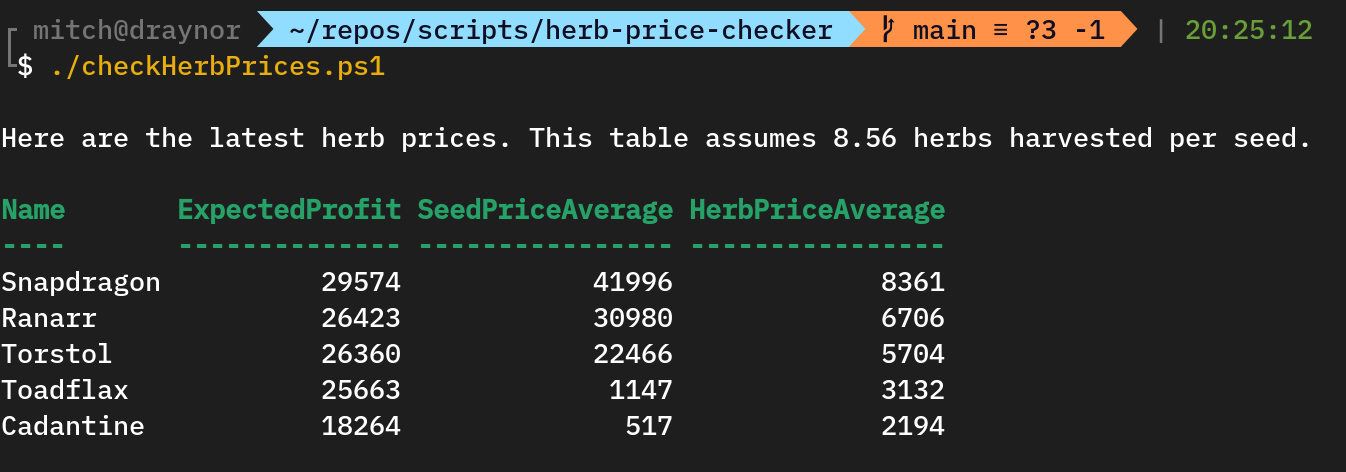 mitch@draynor ~/repos/scripts/herb-price-checker main ≡ ?3 -1 | 20:25:12
$ ./checkHerbPrices.ps1
Here are the latest herb prices. This table assumes 8.56 herbs harvested per seed.
Name ExpectedProfit SeedPriceAverage HerbPriceAverage
---- -------------- ---------------- ----------------
Snapdragon 29574 41996 8361
Ranarr 26423 30980 6706
Torstol 26360 22466 5704
Toadflax 25663 1147 3132
Cadantine 18264 517 2194